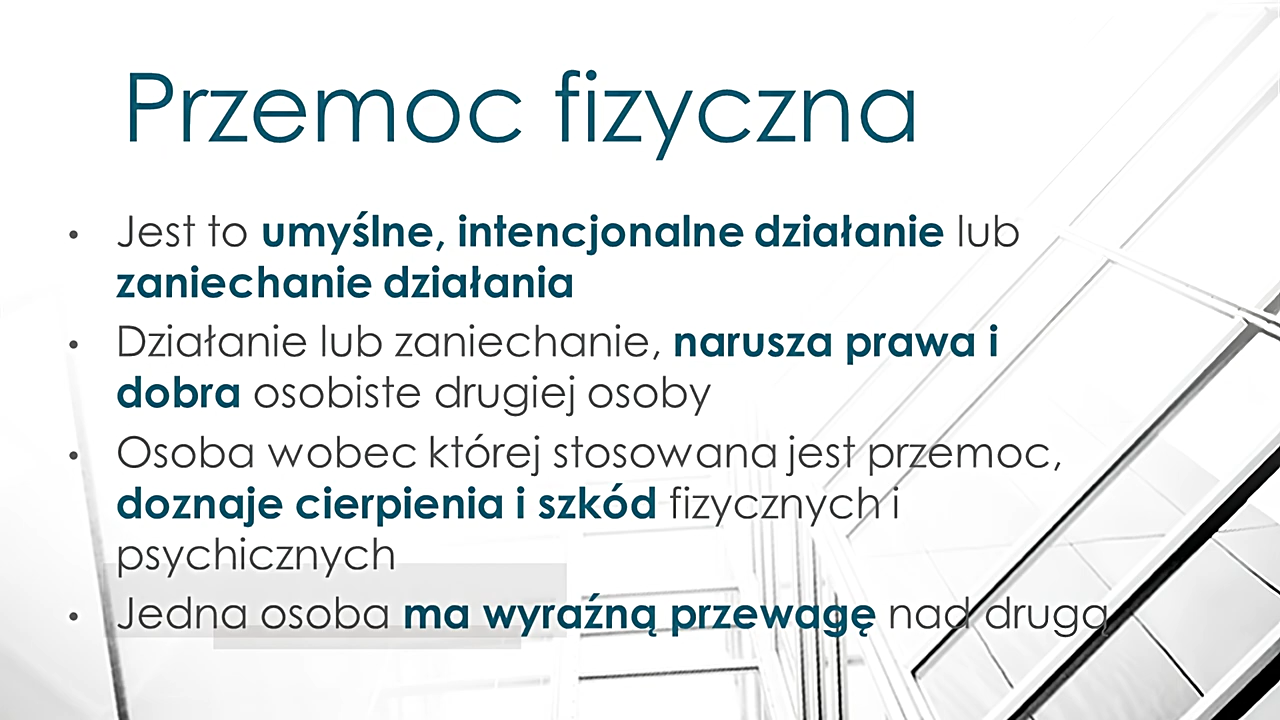 Przemoc fizyczna
• Jest to umyślne, intencjonalne działanie lub
zaniechanie działania
• Działanie lub zaniechanie, narusza prawa i
dobra osobiste drugiej osoby
• Osoba wobec której stosowana jest przemoc,
doznaje cierpienia i szkód fizycznych i
psychicznych
• Jedna osoba ma wyraźną przewagę nad drugą